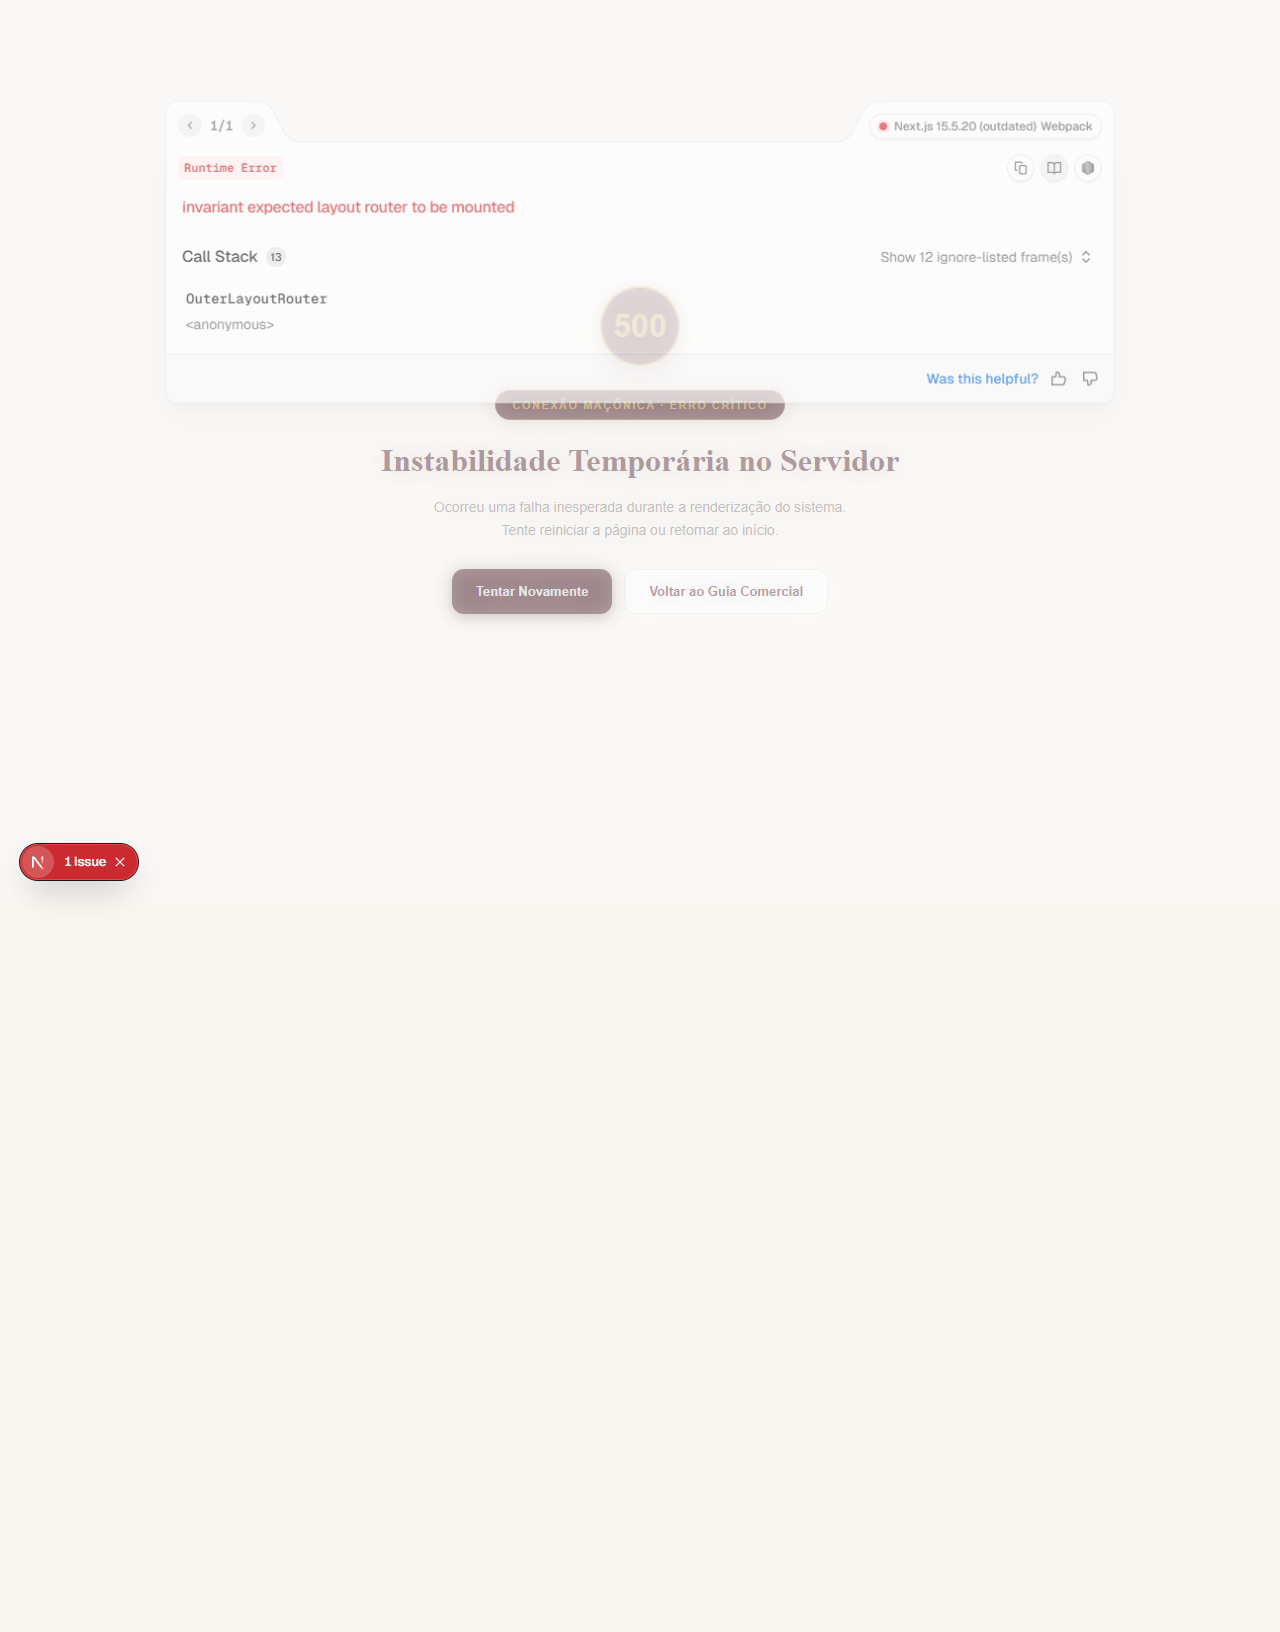 1/1
Next.js 15.5.20 (outdated) Webpack
Runtime Error
invariant expected layout router to be mounted
Call Stack 13
Show 12 ignore-listed frame(s)
OuterLayoutRouter
<anonymous>
500
Was this helpful?
CONEXÃO MAÇÔNICA · ERRO CRÍTICO
Instabilidade Temporária no Servidor
Ocorreu uma falha inesperada durante a renderização do sistema.
Tente reiniciar a página ou retornar ao início.
Tentar Novamente
Voltar ao Guia Comercial
1 Issue